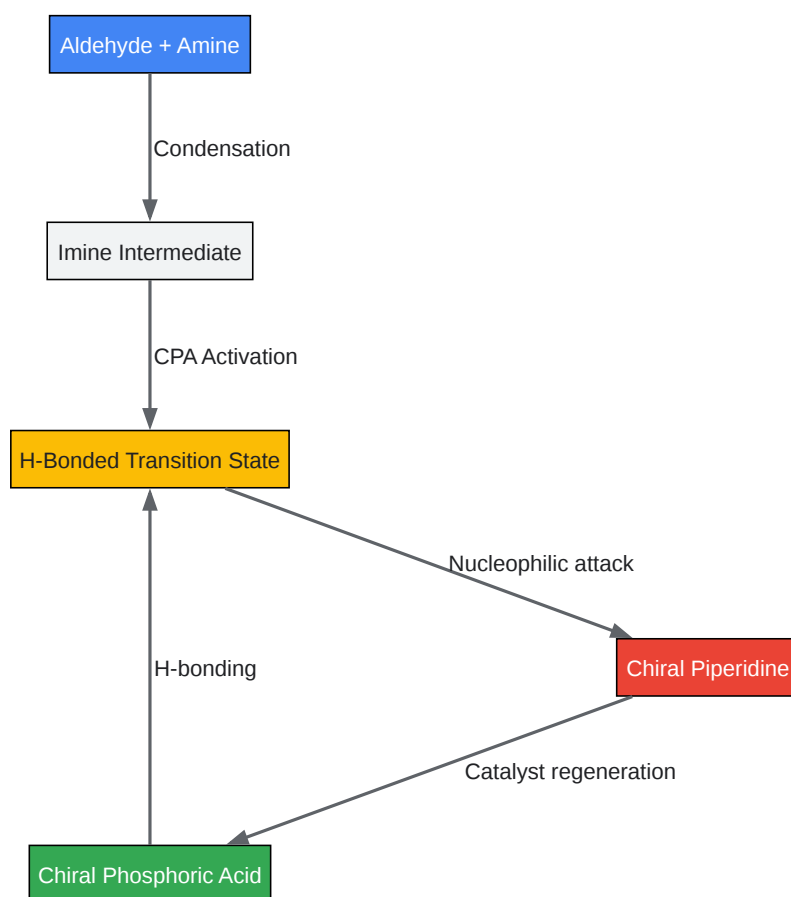 Aldehyde + Amine
Condensation
Imine Intermediate
CPA Activation
H-Bonded Transition State
Nucleophilic attack
H-bonding
Chiral Piperidine
Catalyst regeneration
Chiral Phosphoric Acid